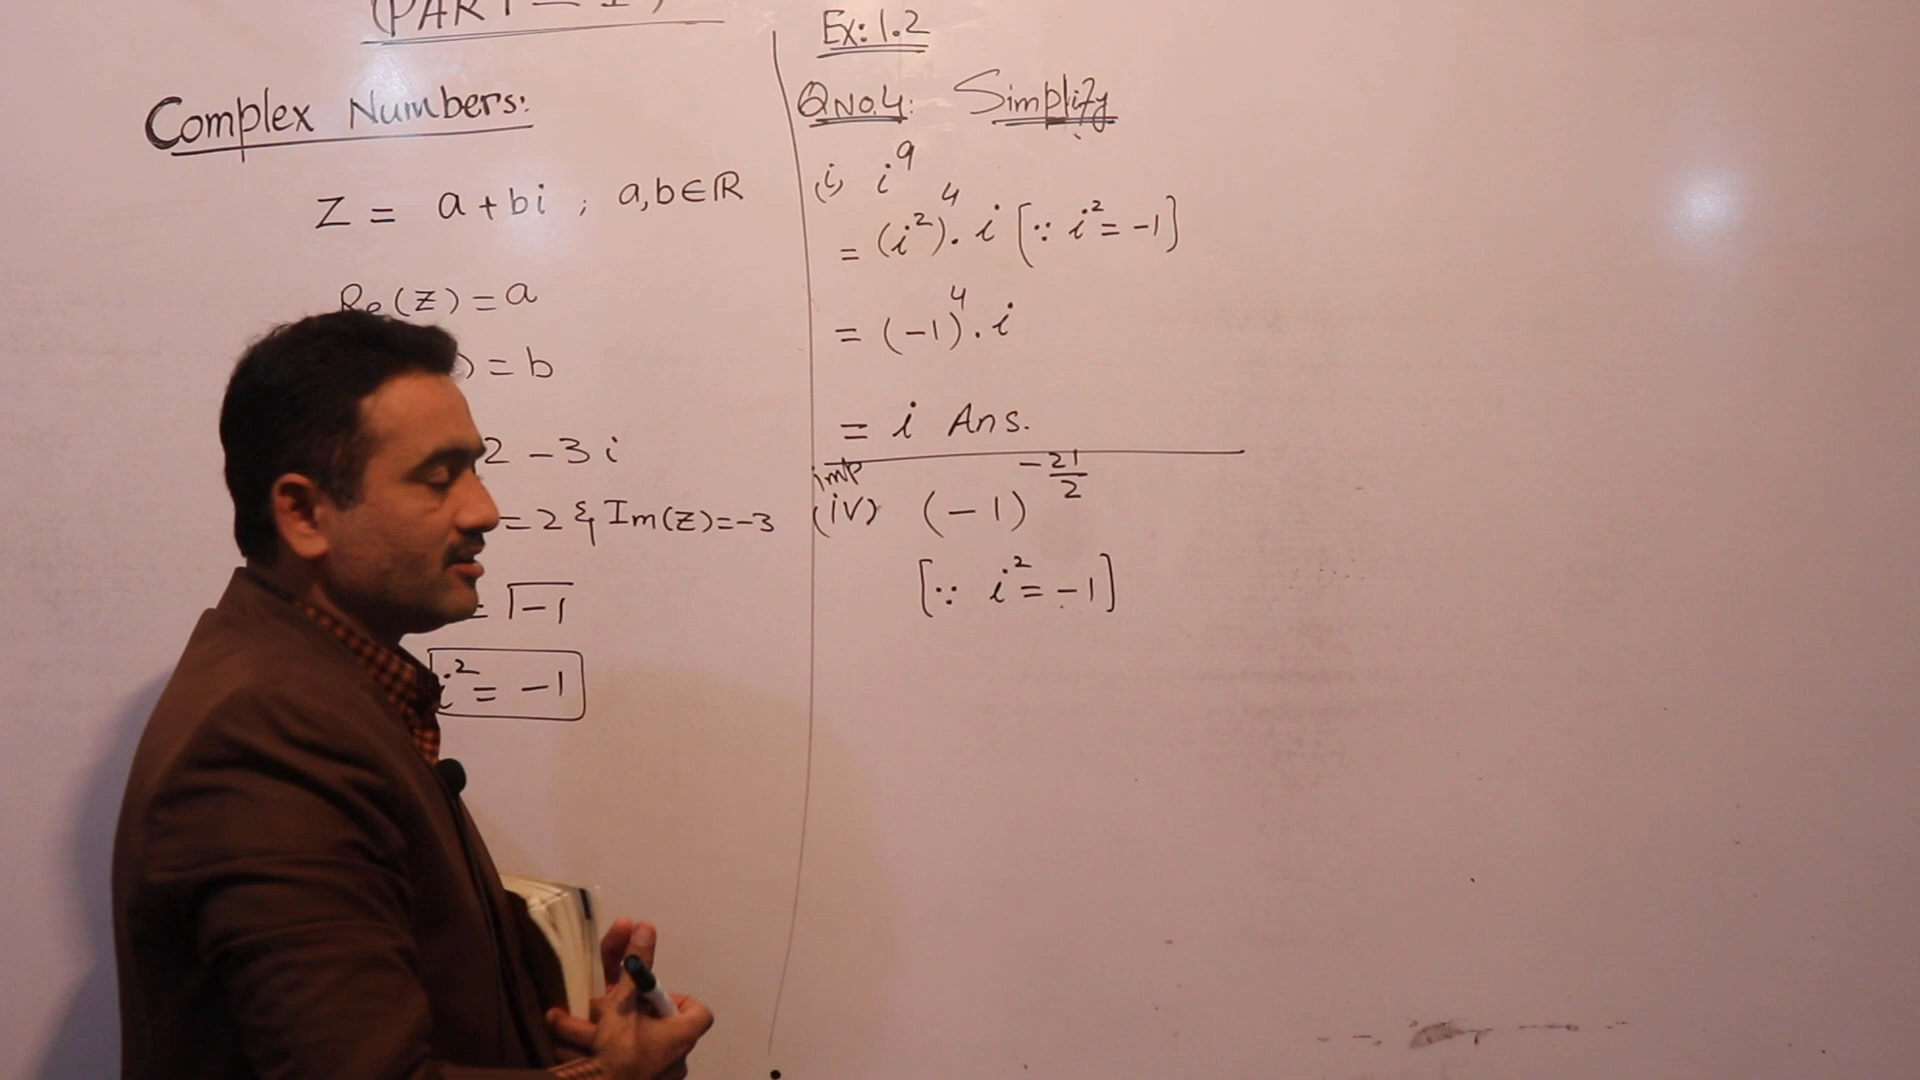 (PART - I)
Complex Numbers:
Z = a + bi ; a, b ∈ ℝ
Re(Z) = a
) = b
2 - 3i
= 2 & Im(Z) = -3
= √-1
i² = -1
Ex: 1.2
Q No.4: Simplify
(i) i⁹
= (i²)⁴ . i [∵ i² = -1]
= (-1)⁴ . i
= i Ans.
imp
(iv) (-1)^(-21/2)
[∵ i² = -1]